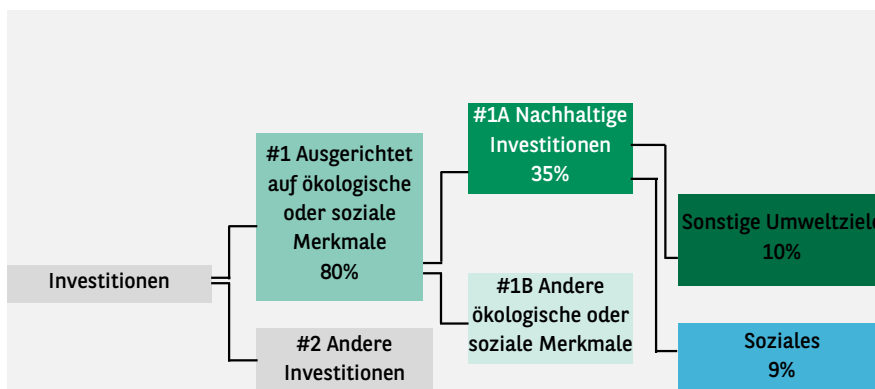 #1A Nachhaltige
Investitionen
35%
#1 Ausgerichtet
auf ökologische
oder soziale
Merkmale
80%
Sonstige Umweltziele
10%
Investitionen
#1B Andere
ökologische oder
soziale Merkmale
#2 Andere
Investitionen
Soziales
9%